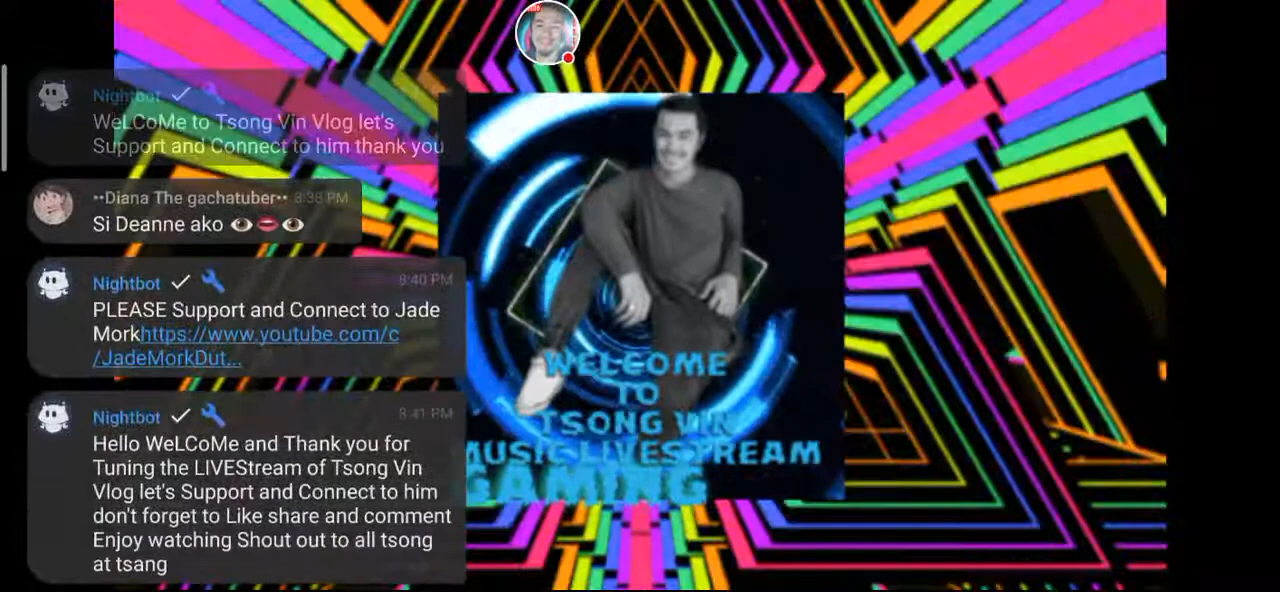 Nightbot
WeLCoMe to Tsong Vin Vlog let's
Support and Connect to him thank you
••Diana The gachatuber•• 8:38 PM
Si Deanne ako 👁️👄👁️
Nightbot 8:40 PM
PLEASE Support and Connect to Jade
Morkhttps://www.youtube.com/c
/JadeMorkDut...
Nightbot 8:41 PM
Hello WeLCoMe and Thank you for
Tuning the LIVEStream of Tsong Vin
Vlog let's Support and Connect to him
don't forget to Like share and comment
Enjoy watching Shout out to all tsong
at tsang
WELCOME
TO
TSONG VIN
MUSIC LIVESTREAM
GAMING